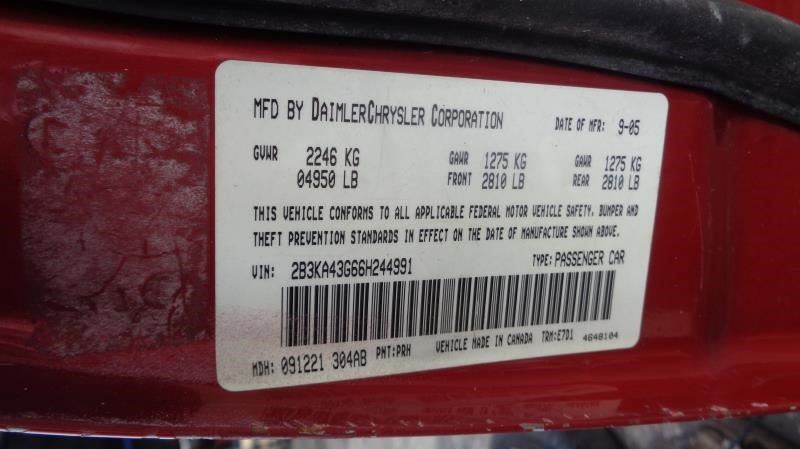 MFD BY DAIMLERCHRYSLER CORPORATION DATE OF MFR: 9-05
GVWR 2246 KG GAWR 1275 KG GAWR 1275 KG
04950 LB FRONT 2810 LB REAR 2810 LB
THIS VEHICLE CONFORMS TO ALL APPLICABLE FEDERAL MOTOR VEHICLE SAFETY, BUMPER AND
THEFT PREVENTION STANDARDS IN EFFECT ON THE DATE OF MANUFACTURE SHOWN ABOVE.
VIN: 2B3KA43G66H244991 TYPE: PASSENGER CAR
MDH: 091221 304AB PNT: PRH VEHICLE MADE IN CANADA TRM: E7D1 4648104